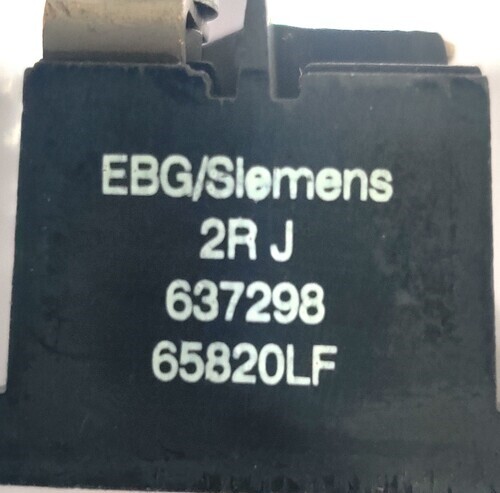 EBG/Siemens
2R J
637298
65820LF